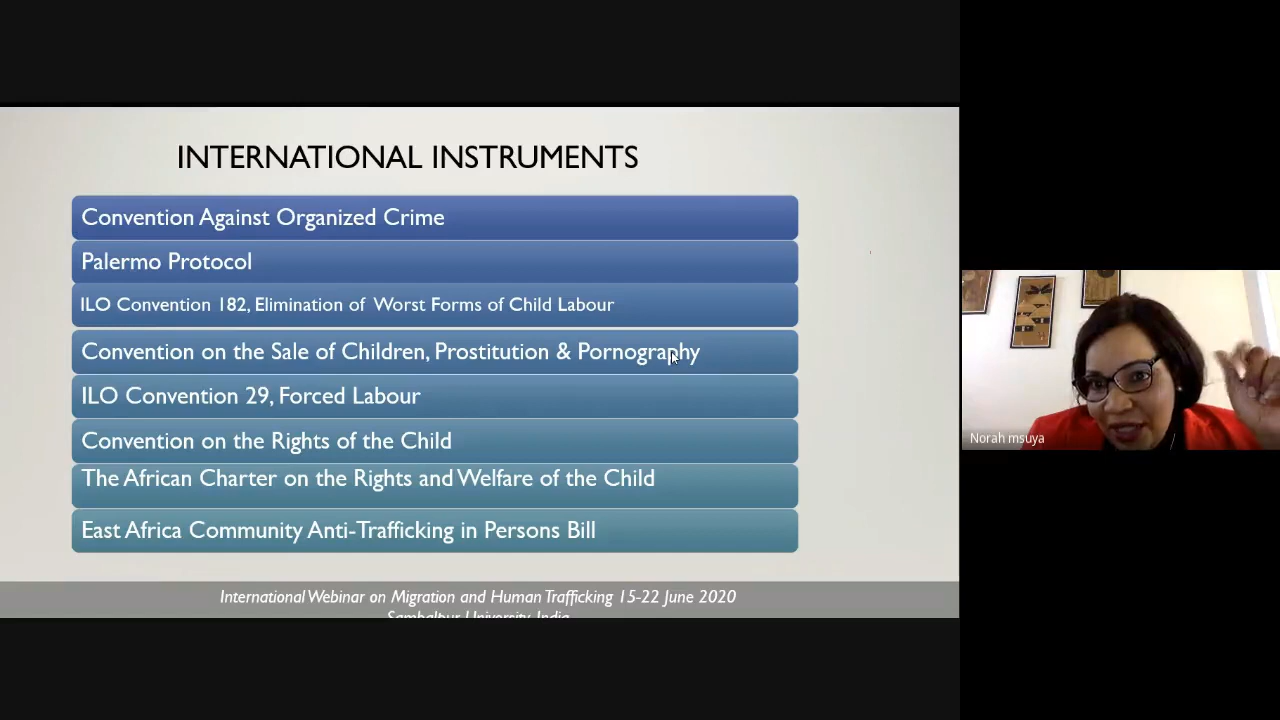 INTERNATIONAL INSTRUMENTS
Convention Against Organized Crime
Palermo Protocol
ILO Convention 182, Elimination of Worst Forms of Child Labour
Convention on the Sale of Children, Prostitution & Pornography
ILO Convention 29, Forced Labour
Convention on the Rights of the Child
The African Charter on the Rights and Welfare of the Child
East Africa Community Anti-Trafficking in Persons Bill
International Webinar on Migration and Human Trafficking 15-22 June 2020
Sambalpur University, India
Norah msuya